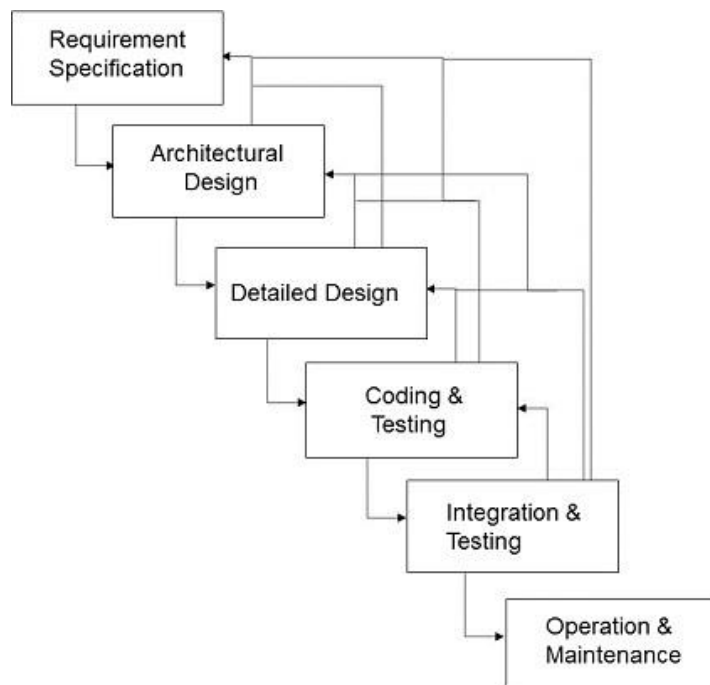 Requirement
Specification
Architectural
Design
Detailed Design
Coding &
Testing
Integration &
Testing
Operation &
Maintenance